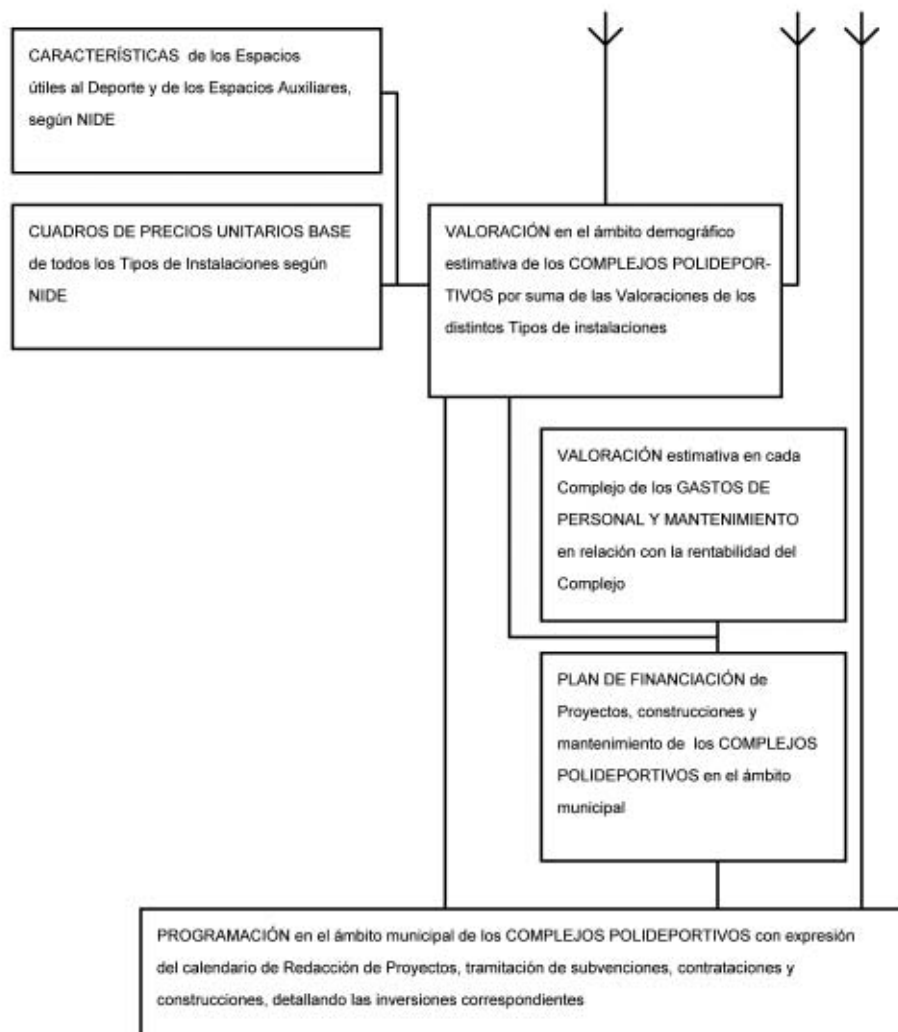 CARACTERÍSTICAS de los Espacios
útiles al Deporte y de los Espacios Auxiliares,
según NIDE
CUADROS DE PRECIOS UNITARIOS BASE
de todos los Tipos de Instalaciones según
NIDE
VALORACIÓN en el ámbito demográfico
estimativa de los COMPLEJOS POLIDEPOR-
TIVOS por suma de las Valoraciones de los
distintos Tipos de instalaciones
VALORACIÓN estimativa en cada
Complejo de los GASTOS DE
PERSONAL Y MANTENIMIENTO
en relación con la rentabilidad del
Complejo
PLAN DE FINANCIACIÓN de
Proyectos, construcciones y
mantenimiento de los COMPLEJOS
POLIDEPORTIVOS en el ámbito
municipal
PROGRAMACIÓN en el ámbito municipal de los COMPLEJOS POLIDEPORTIVOS con expresión
del calendario de Redacción de Proyectos, tramitación de subvenciones, contrataciones y
construcciones, detallando las inversiones correspondientes